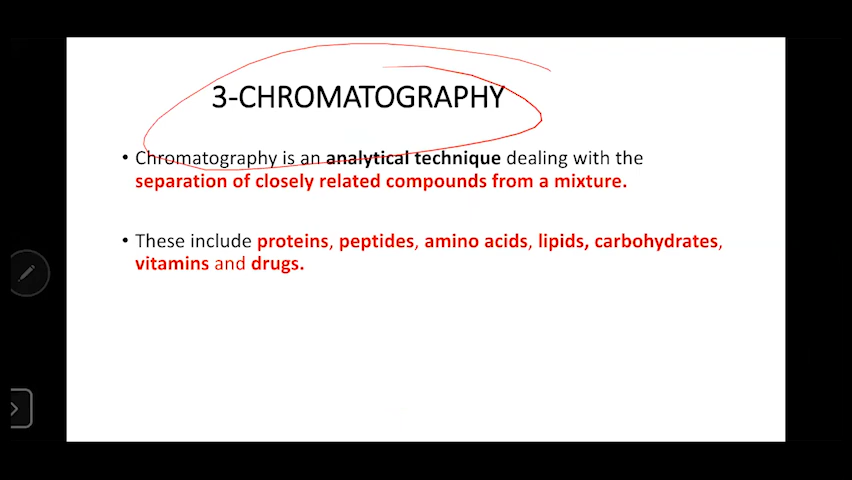 3-CHROMATOGRAPHY
• Chromatography is an analytical technique dealing with the
separation of closely related compounds from a mixture.
• These include proteins, peptides, amino acids, lipids, carbohydrates,
vitamins and drugs.